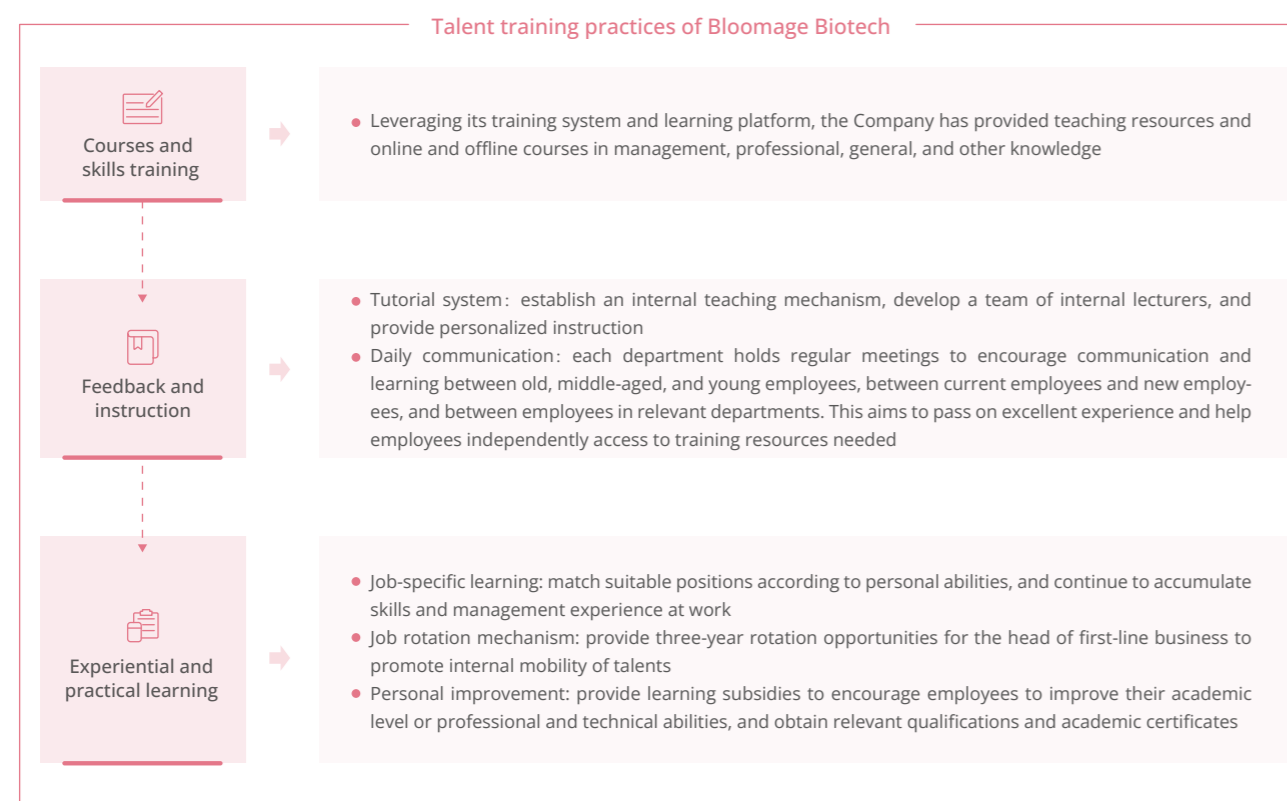 Talent training practices of Bloomage Biotech
Courses and
skills training
● Leveraging its training system and learning platform, the Company has provided teaching resources and
online and offline courses in management, professional, general, and other knowledge
Feedback and
instruction
● Tutorial system：establish an internal teaching mechanism, develop a team of internal lecturers, and
provide personalized instruction
● Daily communication：each department holds regular meetings to encourage communication and
learning between old, middle-aged, and young employees, between current employees and new employ-
ees, and between employees in relevant departments. This aims to pass on excellent experience and help
employees independently access to training resources needed
Experiential and
practical learning
● Job-specific learning: match suitable positions according to personal abilities, and continue to accumulate
skills and management experience at work
● Job rotation mechanism: provide three-year rotation opportunities for the head of first-line business to
promote internal mobility of talents
● Personal improvement: provide learning subsidies to encourage employees to improve their academic
level or professional and technical abilities, and obtain relevant qualifications and academic certificates